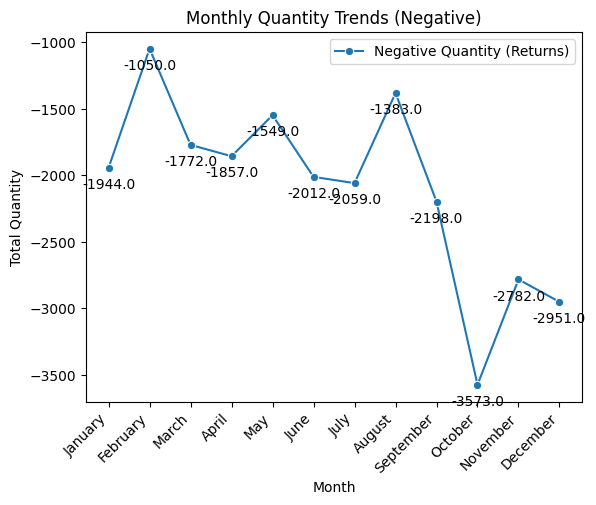 Monthly Quantity Trends (Negative)
Negative Quantity (Returns)
Total Quantity
−1000
−1500
−2000
−2500
−3000
−3500
-1944.0
-1050.0
-1772.0
-1857.0
-1549.0
-2012.0
-2059.0
-1383.0
-2198.0
-3573.0
-2782.0
-2951.0
January
February
March
April
May
June
July
August
September
October
November
December
Month